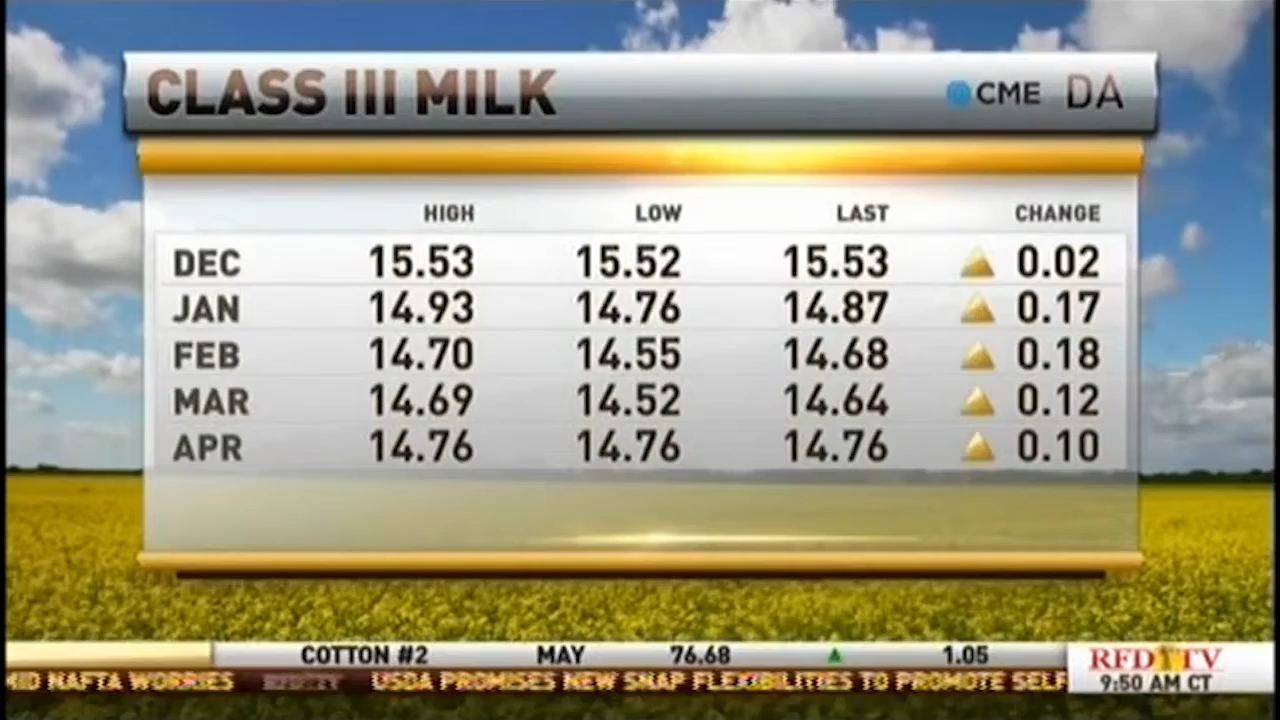 CLASS III MILK CME DA
HIGH LOW LAST CHANGE
DEC 15.53 15.52 15.53 0.02
JAN 14.93 14.76 14.87 0.17
FEB 14.70 14.55 14.68 0.18
MAR 14.69 14.52 14.64 0.12
APR 14.76 14.76 14.76 0.10
COTTON #2 MAY 76.68 1.05
RFD TV
NAFTA WORRIES USDA PROMISES NEW SNAP FLEXIBILITIES TO PROMOTE SELF
9:50 AM CT